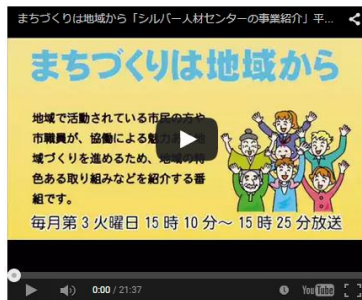 まちづくりは地域から「シルバー人材センターの事業紹介」平...
まちづくりは地域から
地域で活動されている市民の方や
市職員が、協働による魅力ある地
域づくりを進めるため、地域の特
色ある取り組みなどを紹介する番
組です。
毎月第3火曜日15時10分～15時25分放送
0:00 / 21:37
YouTube